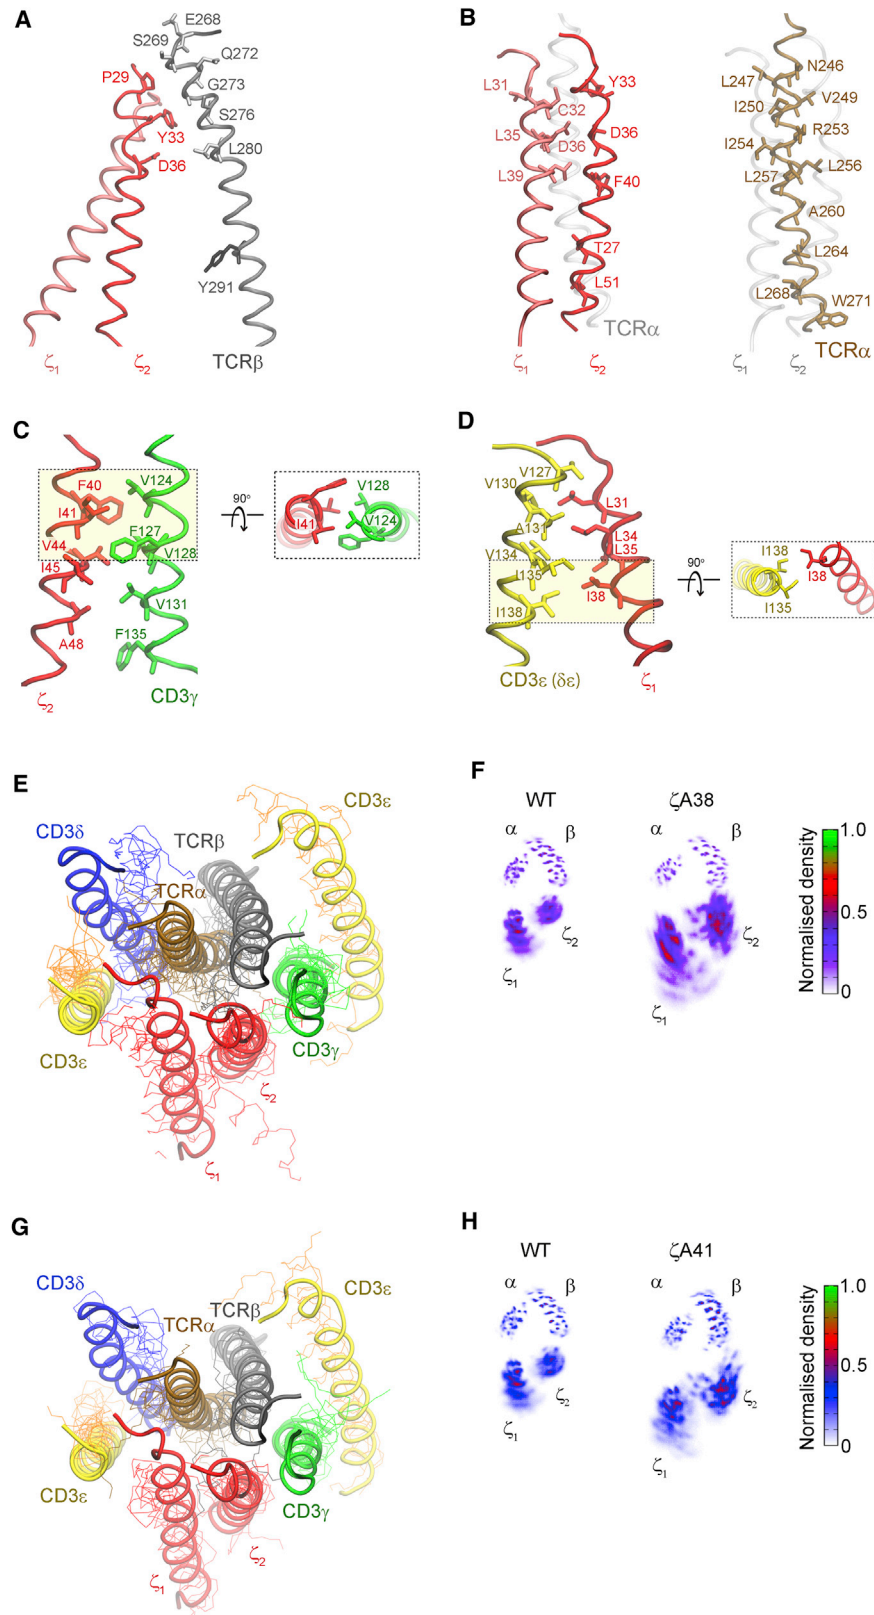 A
E268
S269
Q272
P29
G273
S276
Y33
L280
D36
Y291
ζ1
ζ2
TCRβ
B
L31
Y33
C32
L35
D36
D36
L39
F40
T27
L51
TCRα
ζ1
ζ2
N246
L247
V249
I250
R253
I254
L256
L257
A260
L264
L268
W271
TCRα
ζ1
ζ2
C
F40
V124
I41
F127
V44
V128
I45
V131
A48
F135
ζ2
CD3γ
90°
V128
I41
V124
D
V127
V130
L31
A131
L34
V134
L35
I135
I38
I138
CD3ε (δε)
ζ1
90°
I138
I38
I135
E
CD3ε
CD3δ
TCRβ
TCRα
CD3ε
CD3γ
ζ2
ζ1
F
WT
ζA38
α
β
α
β
ζ2
ζ1
ζ2
ζ1
Normalised density
1.0
0.5
0
G
CD3δ
TCRβ
CD3ε
TCRα
CD3ε
CD3γ
ζ2
ζ1
H
WT
ζA41
α
β
α
β
ζ2
ζ1
ζ2
ζ1
Normalised density
1.0
0.5
0